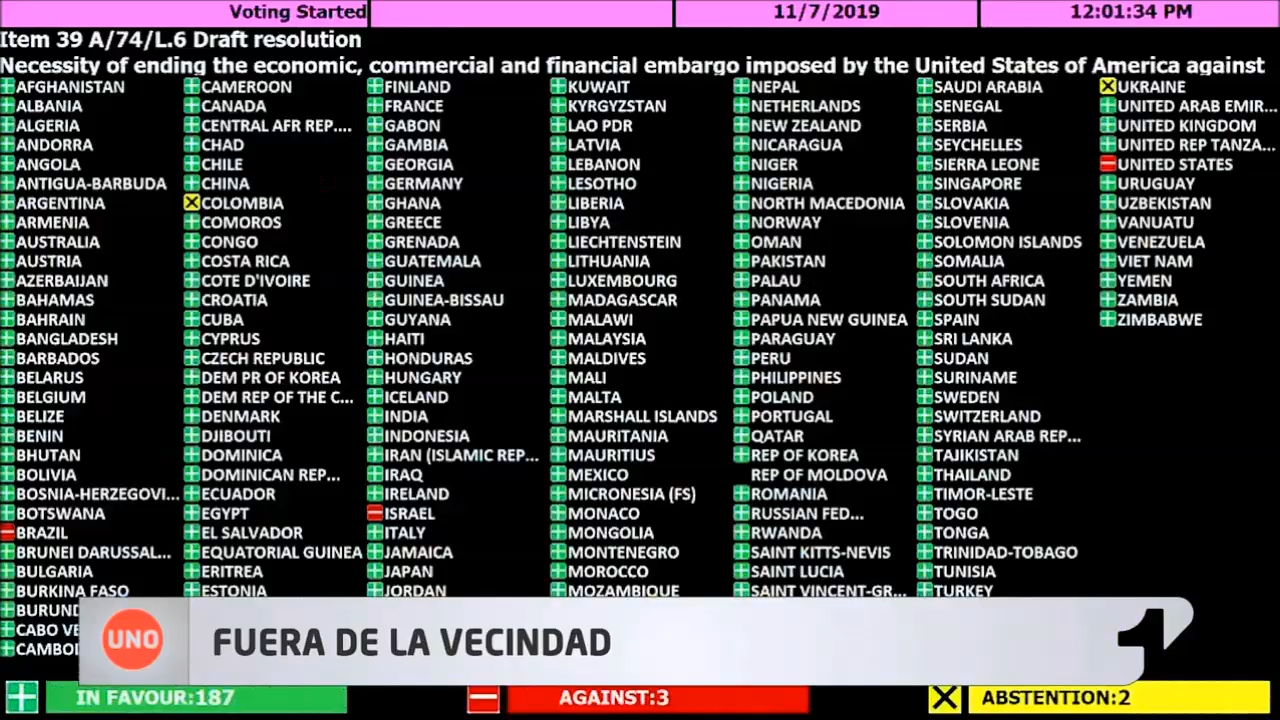 Voting Started
11/7/2019
12:01:34 PM
Item 39 A/74/L.6 Draft resolution
Necessity of ending the economic, commercial and financial embargo imposed by the United States of America against
AFGHANISTAN
ALBANIA
ALGERIA
ANDORRA
ANGOLA
ANTIGUA-BARBUDA
ARGENTINA
ARMENIA
AUSTRALIA
AUSTRIA
AZERBAIJAN
BAHAMAS
BAHRAIN
BANGLADESH
BARBADOS
BELARUS
BELGIUM
BELIZE
BENIN
BHUTAN
BOLIVIA
BOSNIA-HERZEGOVI...
BOTSWANA
BRAZIL
BRUNEI DARUSSAL...
BULGARIA
BURKINA FASO
BURUND
CABO VE
CAMBOD
CAMEROON
CANADA
CENTRAL AFR REP....
CHAD
CHILE
CHINA
COLOMBIA
COMOROS
CONGO
COSTA RICA
COTE D'IVOIRE
CROATIA
CUBA
CYPRUS
CZECH REPUBLIC
DEM PR OF KOREA
DEM REP OF THE C...
DENMARK
DJIBOUTI
DOMINICA
DOMINICAN REP...
ECUADOR
EGYPT
EL SALVADOR
EQUATORIAL GUINEA
ERITREA
ESTONIA
FINLAND
FRANCE
GABON
GAMBIA
GEORGIA
GERMANY
GHANA
GREECE
GRENADA
GUATEMALA
GUINEA
GUINEA-BISSAU
GUYANA
HAITI
HONDURAS
HUNGARY
ICELAND
INDIA
INDONESIA
IRAN (ISLAMIC REP...
IRAQ
IRELAND
ISRAEL
ITALY
JAMAICA
JAPAN
JORDAN
KUWAIT
KYRGYZSTAN
LAO PDR
LATVIA
LEBANON
LESOTHO
LIBERIA
LIBYA
LIECHTENSTEIN
LITHUANIA
LUXEMBOURG
MADAGASCAR
MALAWI
MALAYSIA
MALDIVES
MALI
MALTA
MARSHALL ISLANDS
MAURITANIA
MAURITIUS
MEXICO
MICRONESIA (FS)
MONACO
MONGOLIA
MONTENEGRO
MOROCCO
MOZAMBIQUE
NEPAL
NETHERLANDS
NEW ZEALAND
NICARAGUA
NIGER
NIGERIA
NORTH MACEDONIA
NORWAY
OMAN
PAKISTAN
PALAU
PANAMA
PAPUA NEW GUINEA
PARAGUAY
PERU
PHILIPPINES
POLAND
PORTUGAL
QATAR
REP OF KOREA
REP OF MOLDOVA
ROMANIA
RUSSIAN FED...
RWANDA
SAINT KITTS-NEVIS
SAINT LUCIA
SAINT VINCENT-GR...
SAUDI ARABIA
SENEGAL
SERBIA
SEYCHELLES
SIERRA LEONE
SINGAPORE
SLOVAKIA
SLOVENIA
SOLOMON ISLANDS
SOMALIA
SOUTH AFRICA
SOUTH SUDAN
SPAIN
SRI LANKA
SUDAN
SURINAME
SWEDEN
SWITZERLAND
SYRIAN ARAB REP...
TAJIKISTAN
THAILAND
TIMOR-LESTE
TOGO
TONGA
TRINIDAD-TOBAGO
TUNISIA
TURKEY
UKRAINE
UNITED ARAB EMIR...
UNITED KINGDOM
UNITED REP TANZA...
UNITED STATES
URUGUAY
UZBEKISTAN
VANUATU
VENEZUELA
VIET NAM
YEMEN
ZAMBIA
ZIMBABWE
UNO
FUERA DE LA VECINDAD
1
IN FAVOUR:187
AGAINST:3
ABSTENTION:2